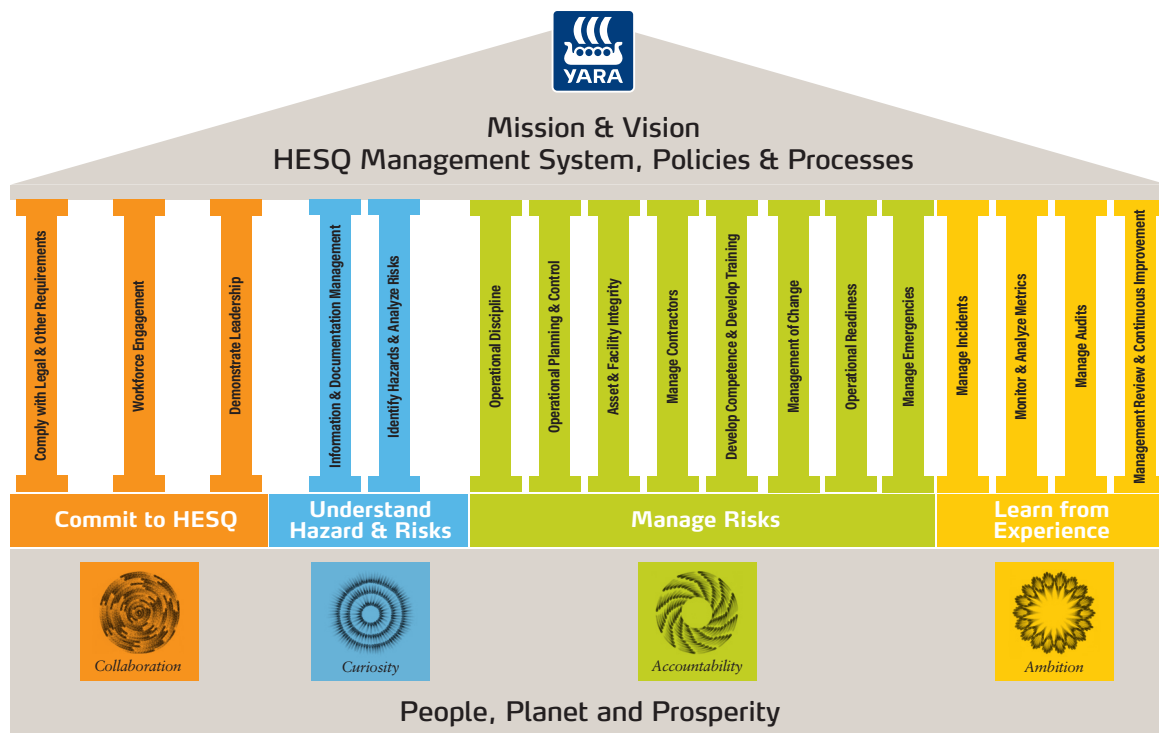 YARA
Mission & Vision
HESQ Management System, Policies & Processes
Comply with Legal & Other Requirements
Workforce Engagement
Demonstrate Leadership
Information & Documentation Management
Identify Hazards & Analyze Risks
Operational Discipline
Operational Planning & Control
Asset & Facility Integrity
Manage Contractors
Develop Competence & Develop Training
Management of Change
Operational Readiness
Manage Emergencies
Manage Incidents
Monitor & Analyze Metrics
Manage Audits
Management Review & Continuous Improvement
Commit to HESQ
Understand
Hazard & Risks
Manage Risks
Learn from
Experience
Collaboration
Curiosity
Accountability
Ambition
People, Planet and Prosperity